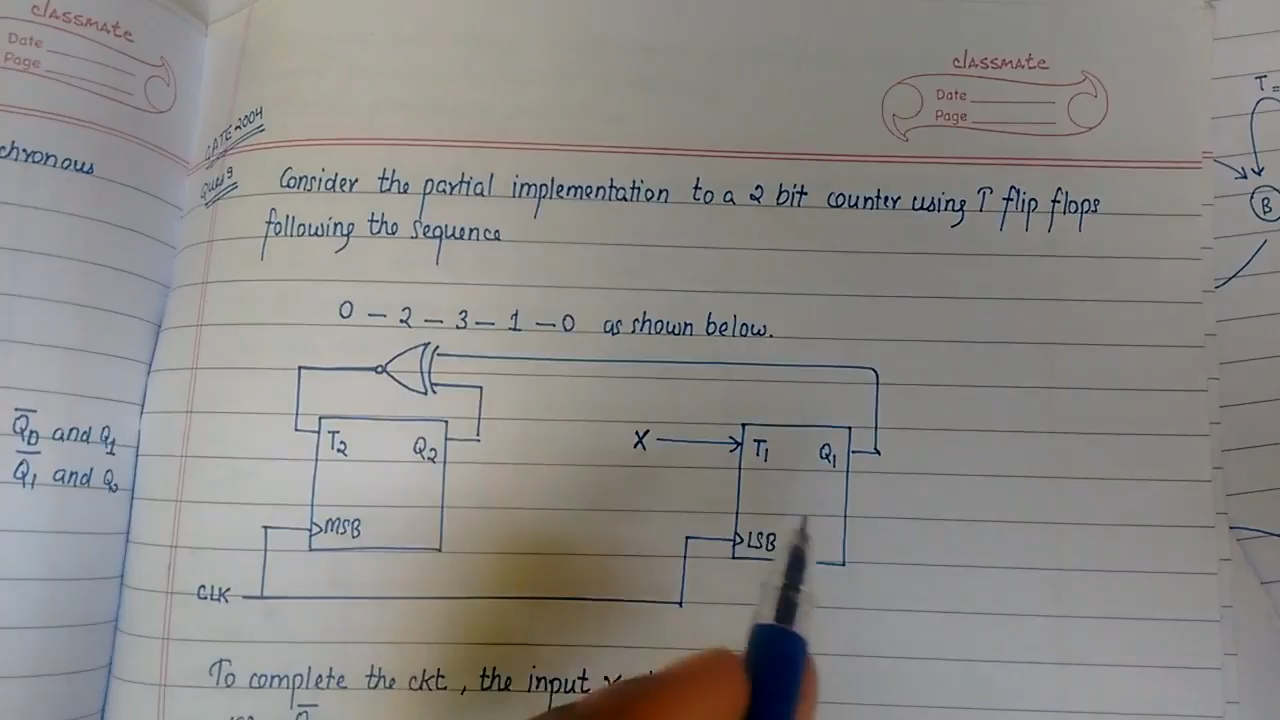 classmate
Date
Page
chronous
Q̅0 and Q1
Q̅1 and Q0
classmate
Date
Page
GATE-2004
Ques 9
Consider the partial implementation to a 2 bit counter using T flip flops
following the sequence
0 – 2 – 3 – 1 – 0 as shown below.
T2 Q2
MSB
X
T1 Q1
LSB
CLK
To complete the ckt, the input
T =
B